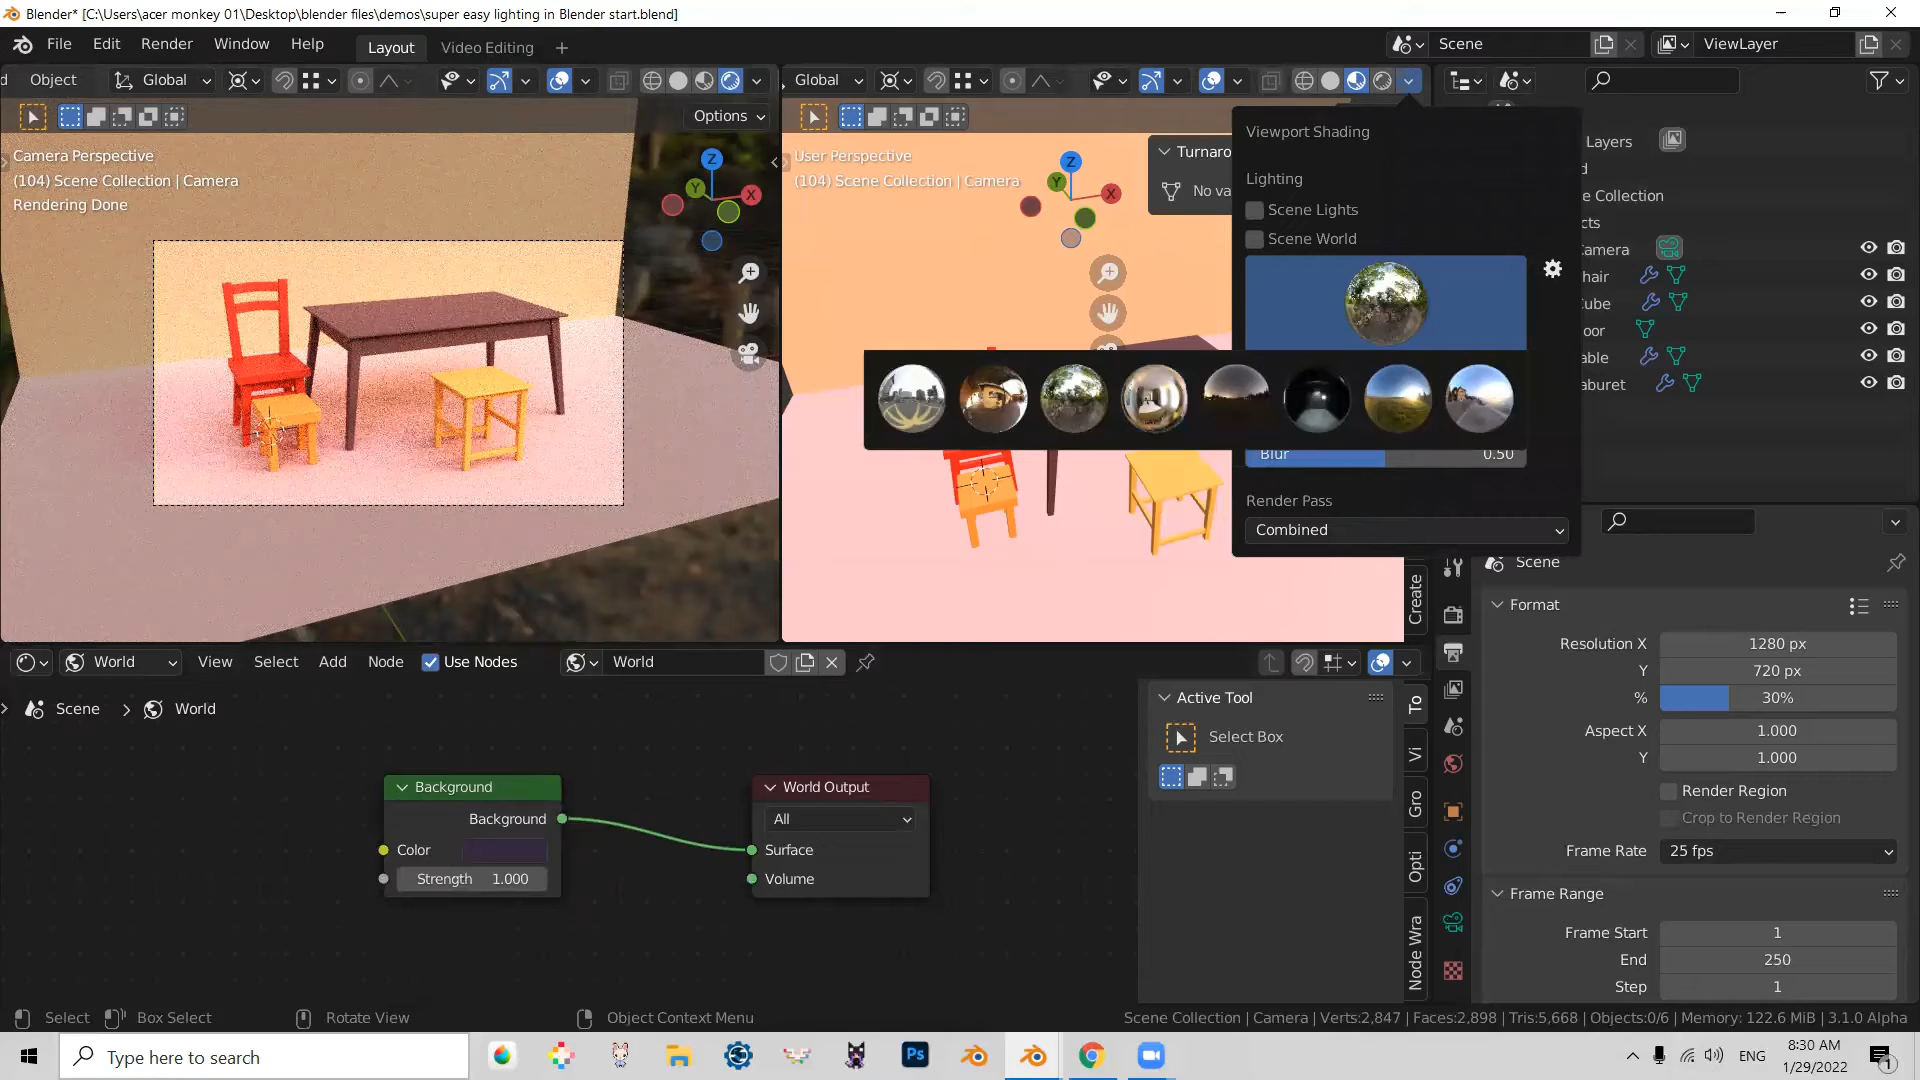 Blender* [C:\Users\acer monkey 01\Desktop\blender files\demos\super easy lighting in Blender start.blend]
File Edit Render Window Help Layout Video Editing + Scene ViewLayer
Object Global Global
Options
Camera Perspective
(104) Scene Collection | Camera
Rendering Done
Z
Y
X
User Perspective
(104) Scene Collection | Camera
Z
Y
X
Turnaro
No va
Viewport Shading
Lighting
Scene Lights
Scene World
Blur 0.50
Render Pass
Combined
Layers
e Collection
cts
amera
hair
ube
oor
able
aburet
Create
Scene
Format
Resolution X 1280 px
Y 720 px
% 30%
Aspect X 1.000
Y 1.000
Render Region
Crop to Render Region
Frame Rate 25 fps
Frame Range
Frame Start 1
End 250
Step 1
World View Select Add Node Use Nodes World
Scene > World
Background
Background
Color
Strength 1.000
World Output
All
Surface
Volume
Active Tool
Select Box
To
Vi
Gro
Opti
Node Wra
Select Box Select Rotate View Object Context Menu
Scene Collection | Camera | Verts:2,847 | Faces:2,898 | Tris:5,668 | Objects:0/6 | Memory: 122.6 MiB | 3.1.0 Alpha
Type here to search
Ps
ENG
8:30 AM
1/29/2022
1